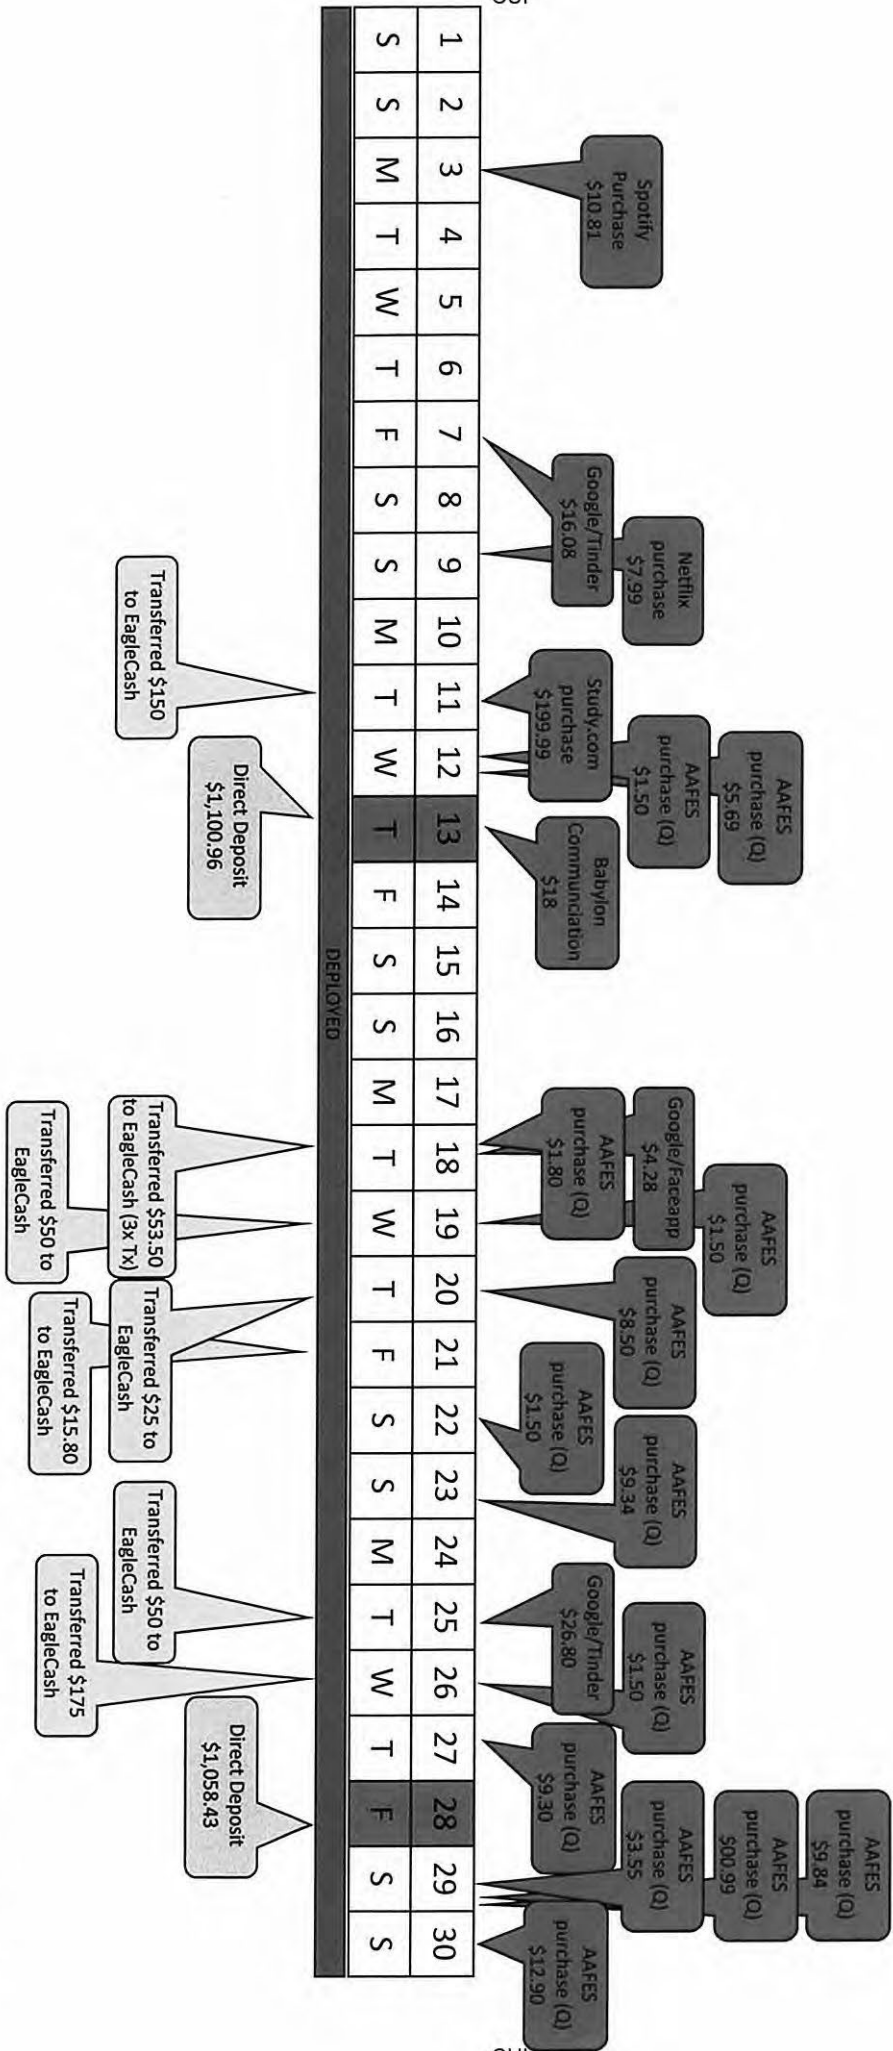 Spotify
Purchase
$10.81
Google/Tinder
$16.08
Netflix
purchase
$7.99
Study.com
purchase
$199.99
AAFES
purchase (Q)
$1.50
AAFES
purchase (Q)
$5.69
Babylon
Communciation
$18
AAFES
purchase (Q)
$1.80
Google/Faceapp
$4.28
AAFES
purchase (Q)
$1.50
AAFES
purchase (Q)
$8.50
AAFES
purchase (Q)
$1.50
AAFES
purchase (Q)
$9.34
Google/Tinder
$26.80
AAFES
purchase (Q)
$1.50
AAFES
purchase (Q)
$9.30
AAFES
purchase (Q)
$3.55
AAFES
purchase (Q)
$00.99
AAFES
purchase (Q)
$9.84
AAFES
purchase (Q)
$12.90
1 2 3 4 5 6 7 8 9 10 11 12 13 14 15 16 17 18 19 20 21 22 23 24 25 26 27 28 29 30
S S M T W T F S S M T W T F S S M T W T F S S M T W T F S S
DEPLOYED
Transferred $150
to EagleCash
Direct Deposit
$1,100.96
Transferred $53.50
to EagleCash (3x Tx)
Transferred $50 to
EagleCash
Transferred $25 to
EagleCash
Transferred $15.80
to EagleCash
Transferred $50 to
EagleCash
Transferred $175
to EagleCash
Direct Deposit
$1,058.43